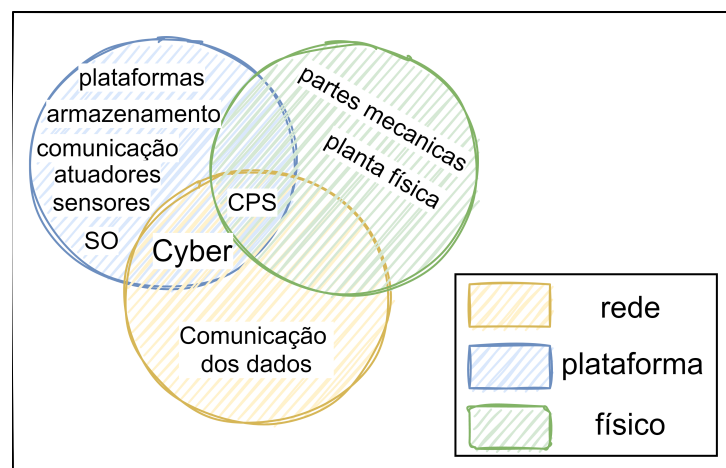 plataformas
armazenamento
comunicação
atuadores
sensores
SO
partes mecanicas
planta física
CPS
Cyber
Comunicação
dos dados
rede
plataforma
físico